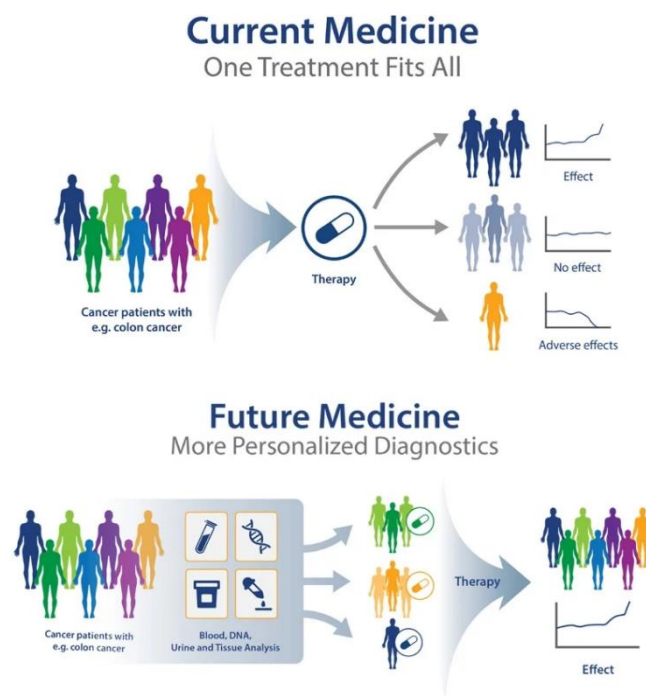 Current Medicine
One Treatment Fits All
Effect
Therapy
No effect
Cancer patients with
e.g. colon cancer
Adverse effects
Future Medicine
More Personalized Diagnostics
Therapy
Cancer patients with
e.g. colon cancer
Blood, DNA,
Urine and Tissue Analysis
Effect